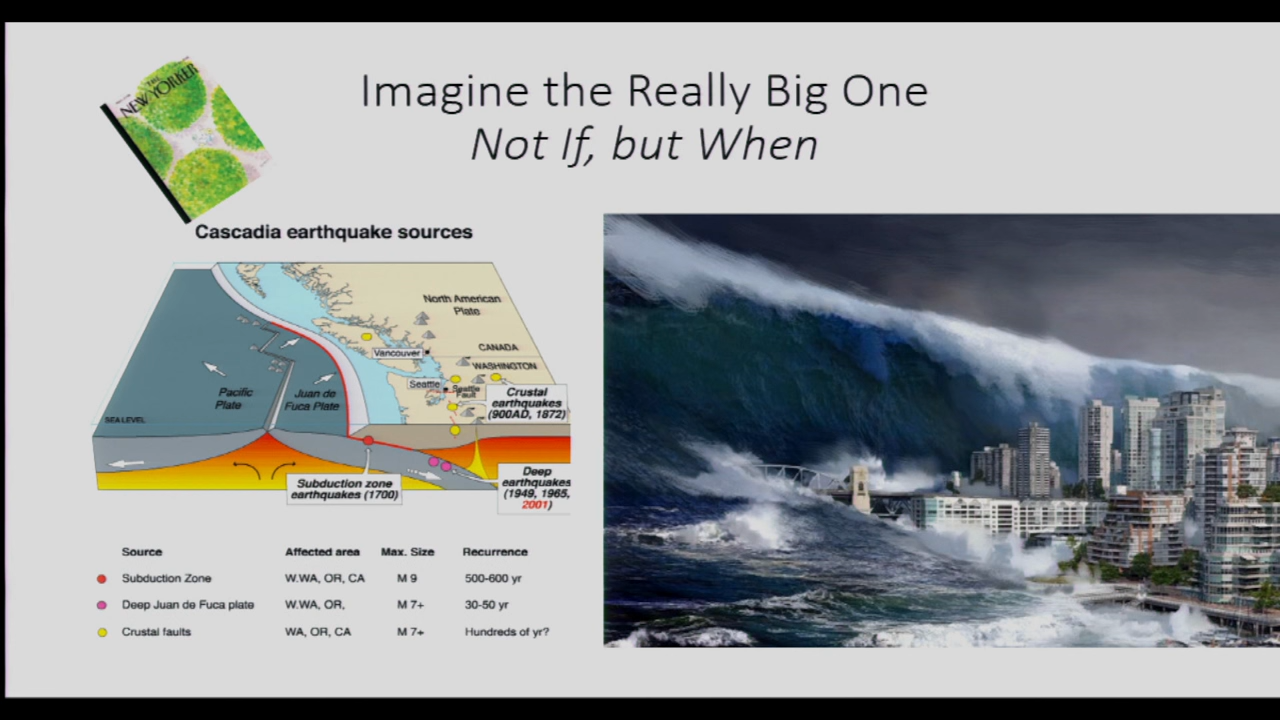 THE
NEW YORKER
Imagine the Really Big One
Not If, but When
Cascadia earthquake sources
North American
Plate
Vancouver
CANADA
WASHINGTON
Seattle
Seattle
Fault
Pacific
Plate
Juan de
Fuca Plate
Crustal
earthquakes
(900AD, 1872)
SEA LEVEL
Subduction zone
earthquakes (1700)
Deep
earthquakes
(1949, 1965,
2001)
Source Affected area Max. Size Recurrence
Subduction Zone W.WA, OR, CA M 9 500-600 yr
Deep Juan de Fuca plate W.WA, OR, M 7+ 30-50 yr
Crustal faults WA, OR, CA M 7+ Hundreds of yr?